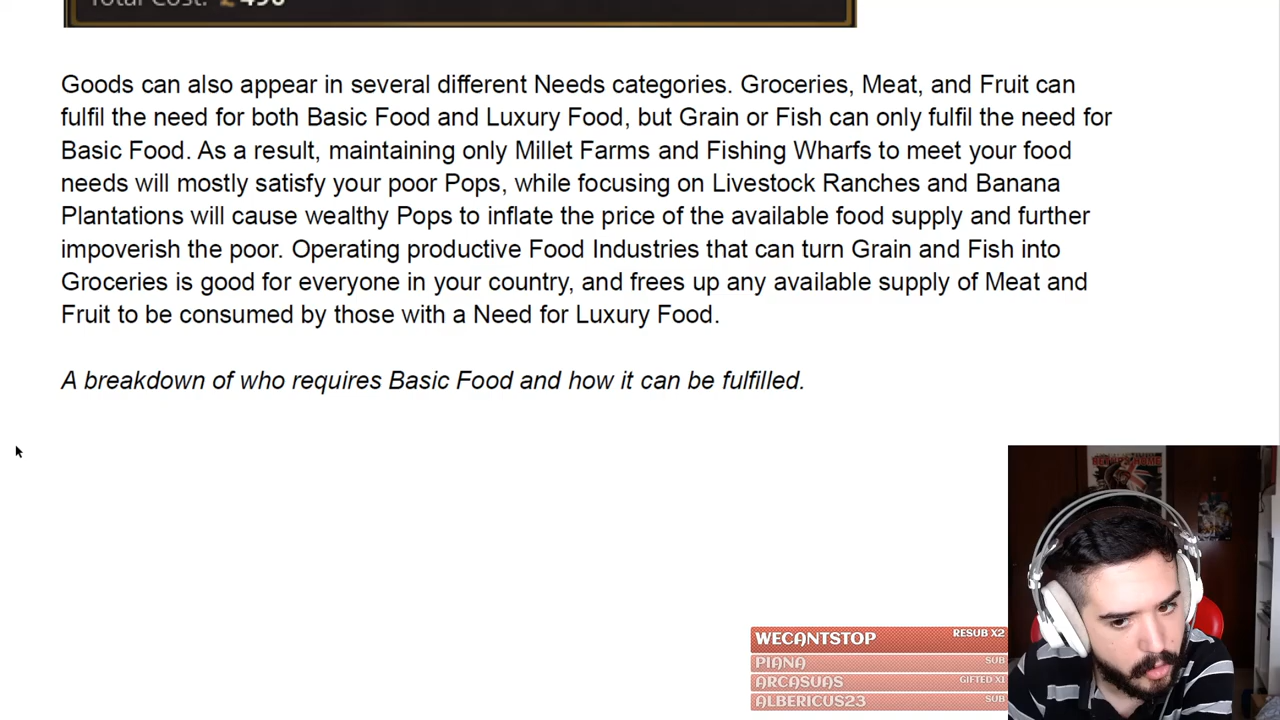 Total Cost: £490
Goods can also appear in several different Needs categories. Groceries, Meat, and Fruit can
fulfil the need for both Basic Food and Luxury Food, but Grain or Fish can only fulfil the need for
Basic Food. As a result, maintaining only Millet Farms and Fishing Wharfs to meet your food
needs will mostly satisfy your poor Pops, while focusing on Livestock Ranches and Banana
Plantations will cause wealthy Pops to inflate the price of the available food supply and further
impoverish the poor. Operating productive Food Industries that can turn Grain and Fish into
Groceries is good for everyone in your country, and frees up any available supply of Meat and
Fruit to be consumed by those with a Need for Luxury Food.
A breakdown of who requires Basic Food and how it can be fulfilled.
WECANTSTOP RESUB X2
PIANA SUB
ARCASUAS GIFTED X1
ALBERICUS23 SUB